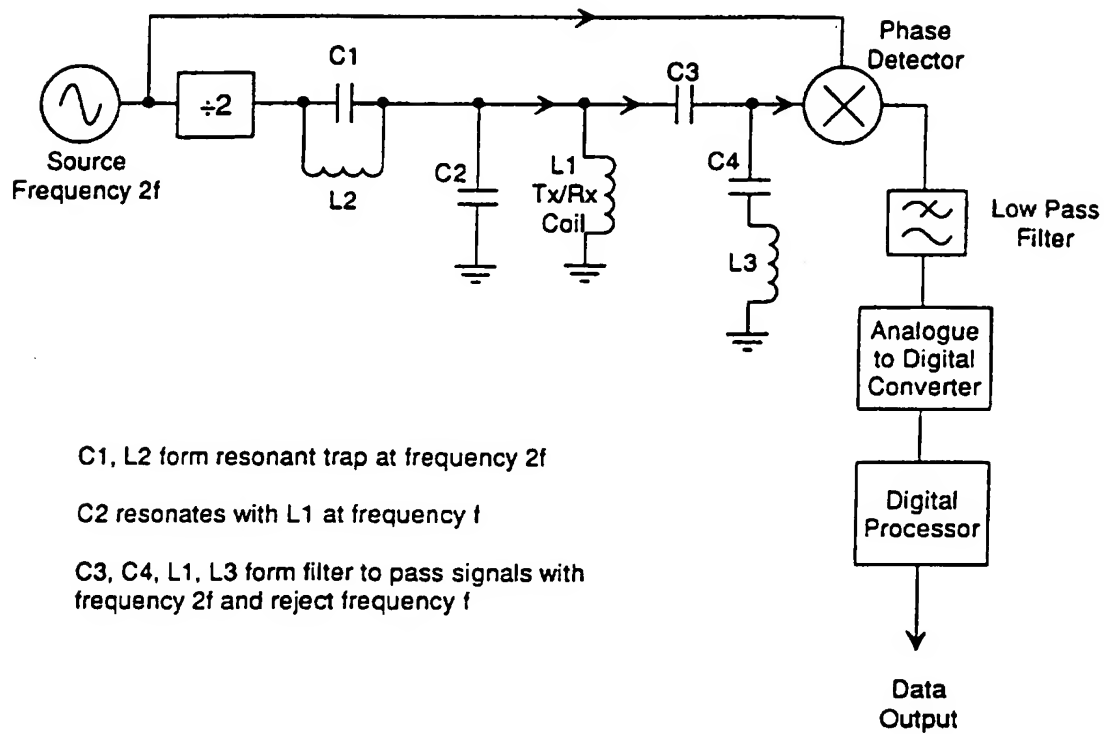 Phase
Detector
C1
C3
÷2
Source
Frequency 2f
L2
C2
L1
Tx/Rx
Coil
C4
L3
Low Pass
Filter
Analogue
to Digital
Converter
Digital
Processor
Data
Output
C1, L2 form resonant trap at frequency 2f
C2 resonates with L1 at frequency f
C3, C4, L1, L3 form filter to pass signals with
frequency 2f and reject frequency f